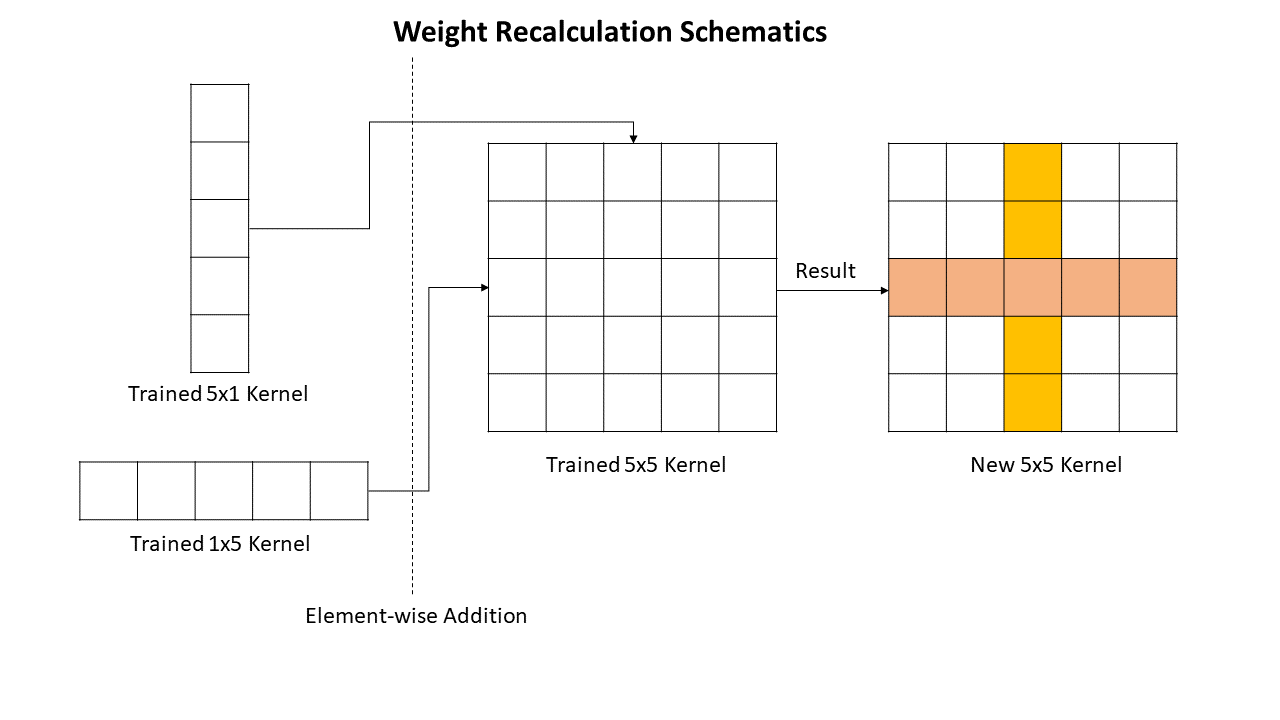 Weight Recalculation Schematics
Result
Trained 5x1 Kernel
Trained 5x5 Kernel
New 5x5 Kernel
Trained 1x5 Kernel
Element-wise Addition